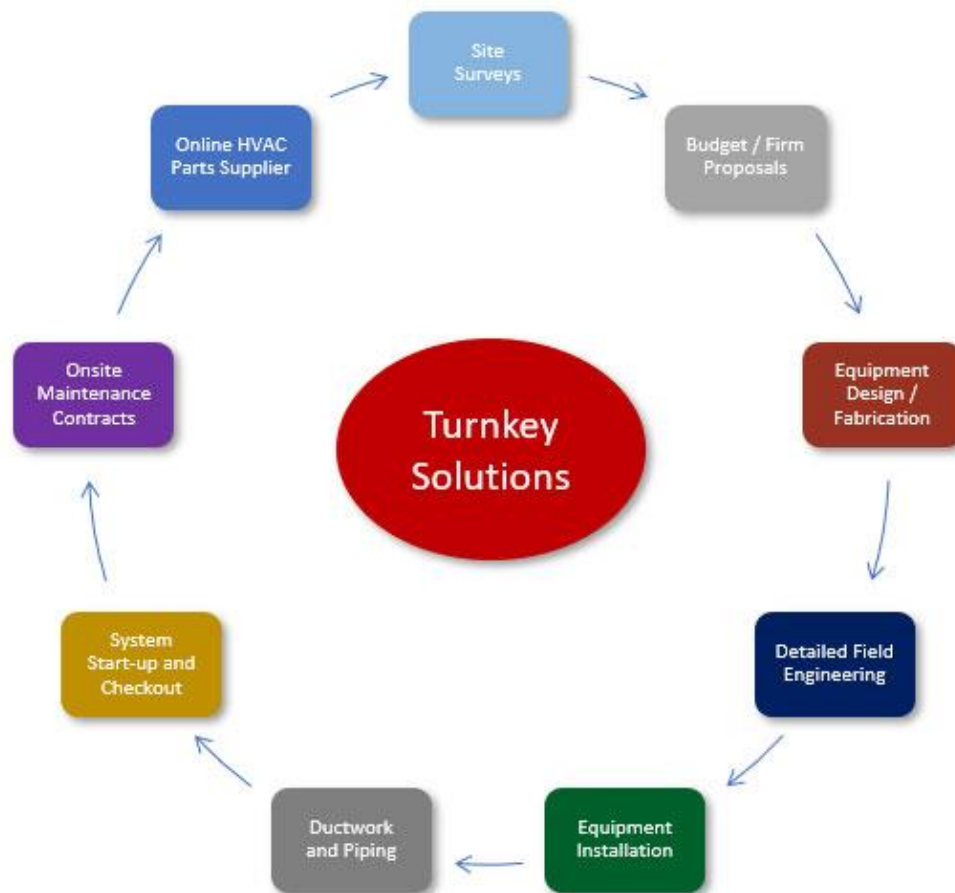 Site
Surveys
Budget / Firm
Proposals
Equipment
Design /
Fabrication
Detailed Field
Engineering
Equipment
Installation
Ductwork
and Piping
System
Start-up and
Checkout
Onsite
Maintenance
Contracts
Online HVAC
Parts Supplier
Turnkey
Solutions